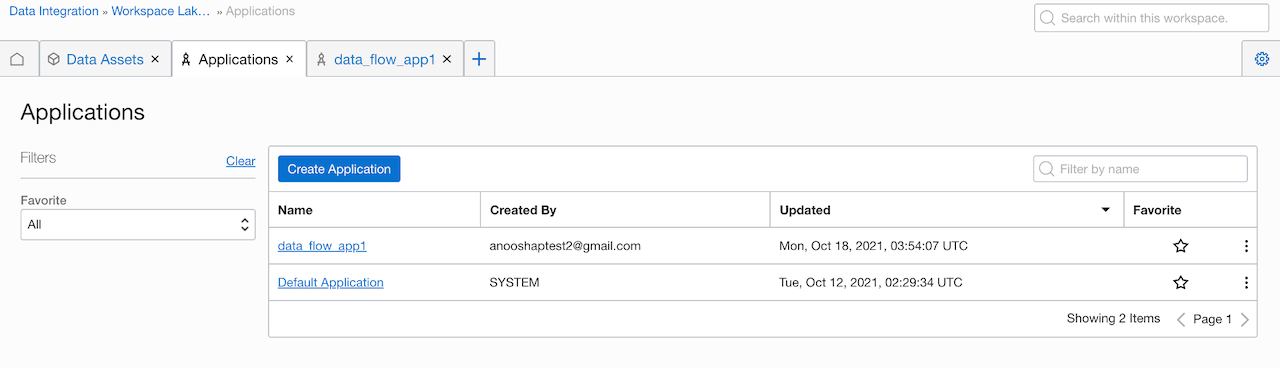 Data Integration » Workspace Lak... » Applications
Search within this workspace.
Data Assets × Applications × data_flow_app1 × +
Applications
Filters Clear
Create Application Filter by name
Favorite
All
Name Created By Updated Favorite
data_flow_app1 anooshaptest2@gmail.com Mon, Oct 18, 2021, 03:54:07 UTC
Default Application SYSTEM Tue, Oct 12, 2021, 02:29:34 UTC
Showing 2 Items Page 1